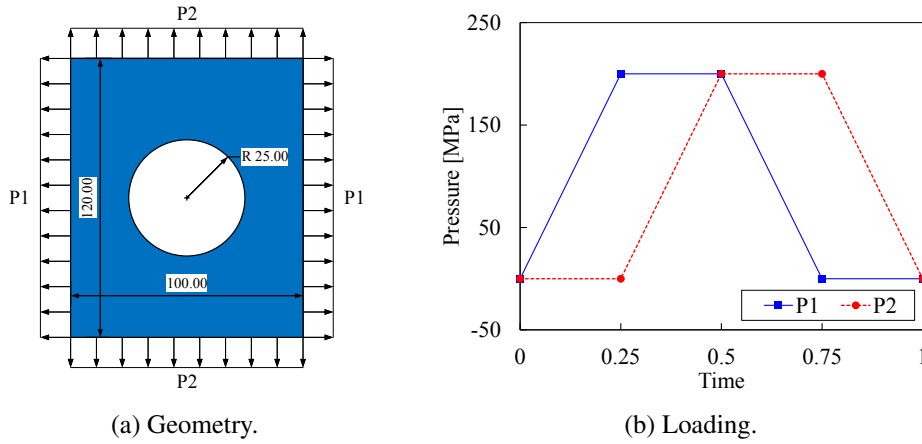 P2
P1
R 25.00
P1
120.00
100.00
P2
(a) Geometry.
250
150
50
-50
Pressure [MPa]
P1 P2
0 0.25 0.5 0.75 1
Time
(b) Loading.